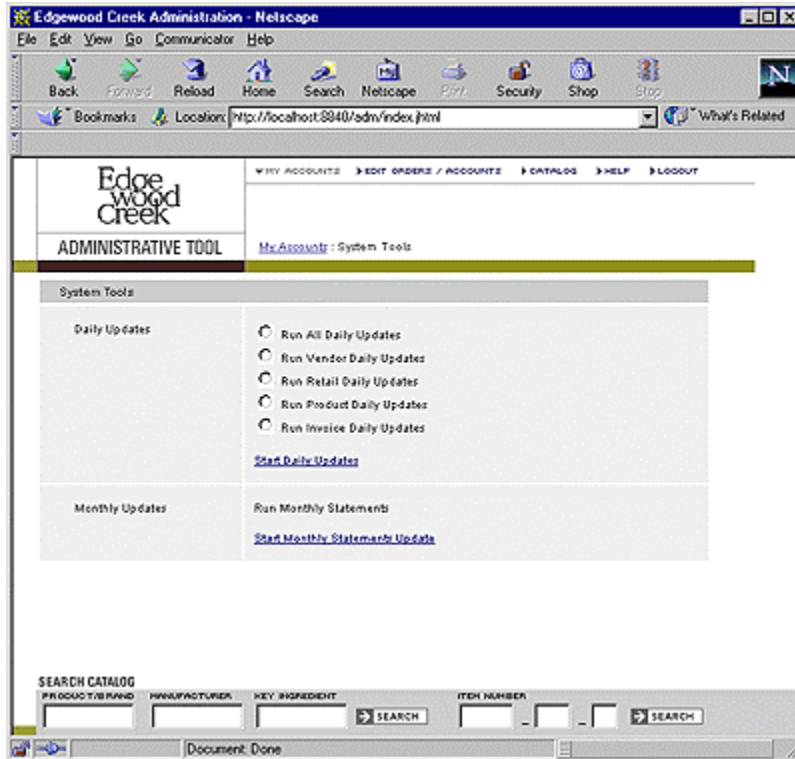 Edgewood Creek Administration - Netscape
File Edit View Go Communicator Help
Back Forward Reload Home Search Netscape Print Security Shop Stop
N
Bookmarks Location: http://localhost:8840/adm/index.jhtml What's Related
Edge
wood
Creek
MY ACCOUNTS EDIT ORDERS / ACCOUNTS CATALOG HELP LOGOUT
ADMINISTRATIVE TOOL
My Accounts : System Tools
System Tools
Daily Updates
Run All Daily Updates
Run Vendor Daily Updates
Run Retail Daily Updates
Run Product Daily Updates
Run Invoice Daily Updates
Start Daily Updates
Monthly Updates
Run Monthly Statements
Start Monthly Statements Update
SEARCH CATALOG
PRODUCT/BRAND MANUFACTURER KEY INGREDIENT ITEM NUMBER
SEARCH - - SEARCH
Document: Done